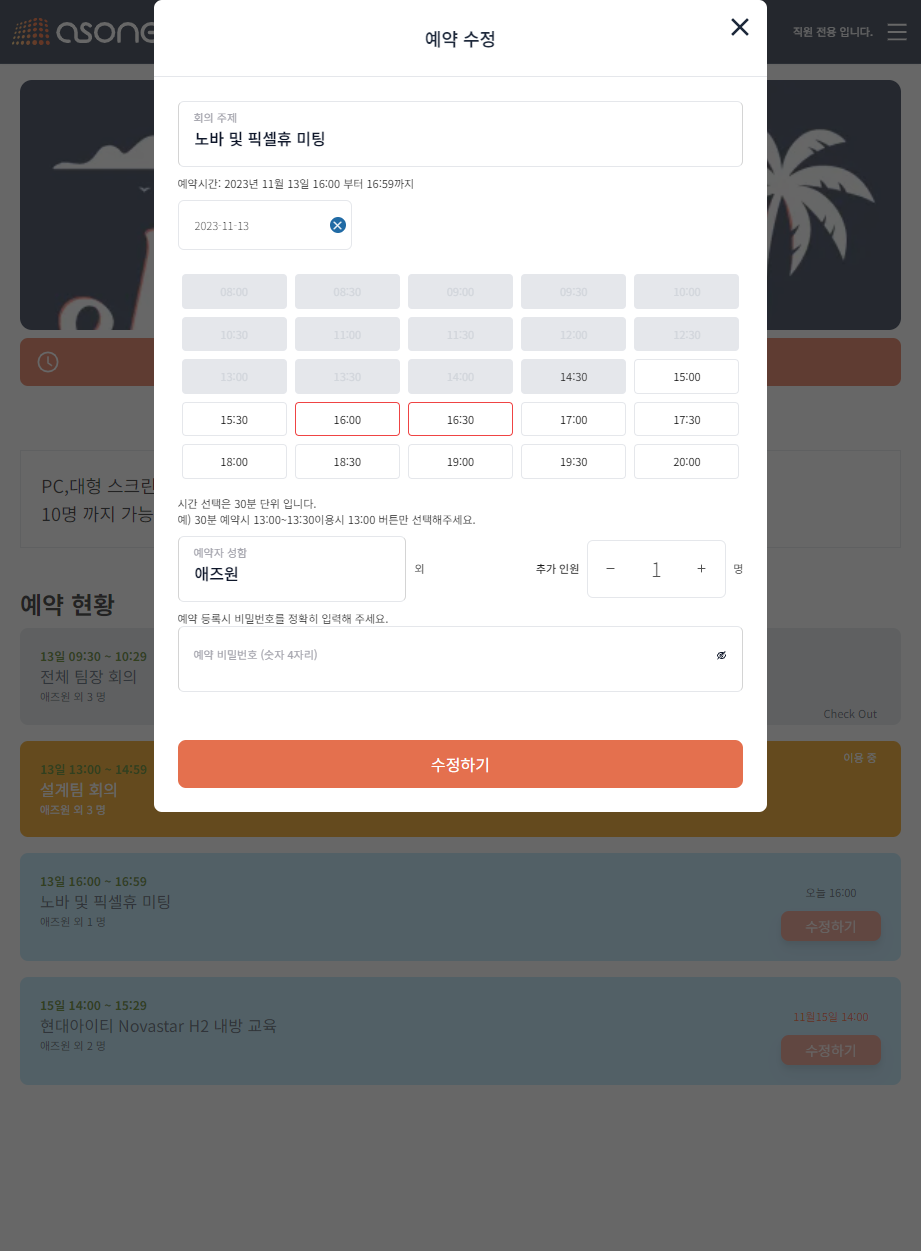 asone
직원 전용 입니다.
예약 수정
회의 주제
노바 및 픽셀휴 미팅
예약시간: 2023년 11월 13일 16:00 부터 16:59까지
2023-11-13
08:00 08:30 09:00 09:30 10:00
10:30 11:00 11:30 12:00 12:30
13:00 13:30 14:00 14:30 15:00
15:30 16:00 16:30 17:00 17:30
18:00 18:30 19:00 19:30 20:00
시간 선택은 30분 단위 입니다.
예) 30분 예약시 13:00~13:30이용시 13:00 버튼만 선택해주세요.
예약자 성함
애즈원
외
추가 인원
1
명
예약 등록시 비밀번호를 정확히 입력해 주세요.
예약 비밀번호 (숫자 4자리)
수정하기
PC,대형 스크린
10명 까지 가능
예약 현황
13일 09:30 ~ 10:29
전체 팀장 회의
애즈원 외 3 명
Check Out
13일 13:00 ~ 14:59
설계팀 회의
애즈원 외 3 명
이용 중
13일 16:00 ~ 16:59
노바 및 픽셀휴 미팅
애즈원 외 1 명
오늘 16:00
수정하기
15일 14:00 ~ 15:29
현대아이티 Novastar H2 내방 교육
애즈원 외 2 명
11월15일 14:00
수정하기